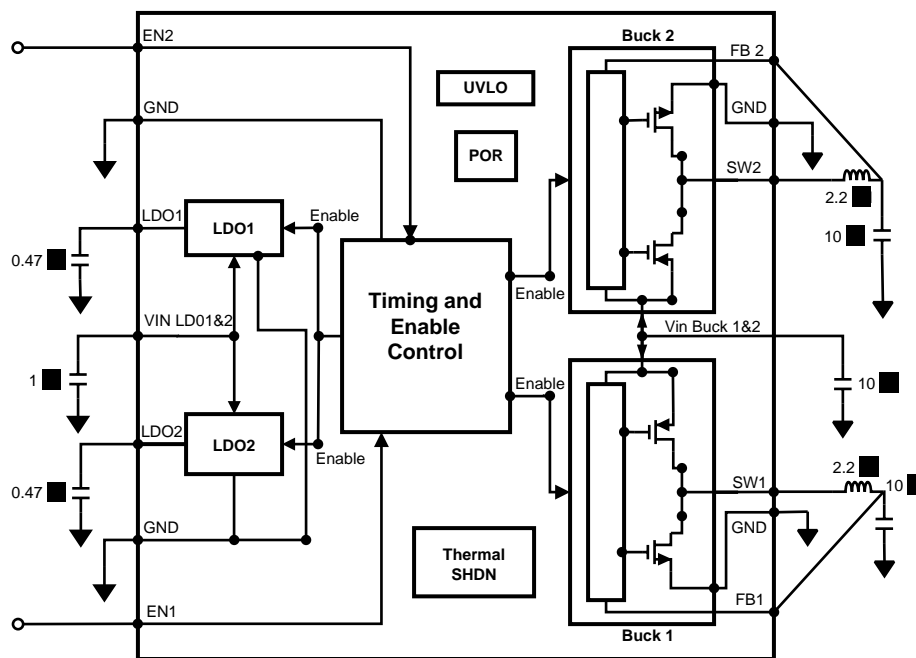 EN2
Buck 2
FB 2
UVLO
GND
GND
POR
SW2
2.2
LDO1
LDO1
Enable
10
0.47
Timing and
Enable
Control
Enable
VIN LD01&2
Vin Buck 1&2
1
10
Enable
LDO2
LDO2
Enable
2.2
SW1
10
0.47
GND
GND
Thermal
SHDN
EN1
FB1
Buck 1